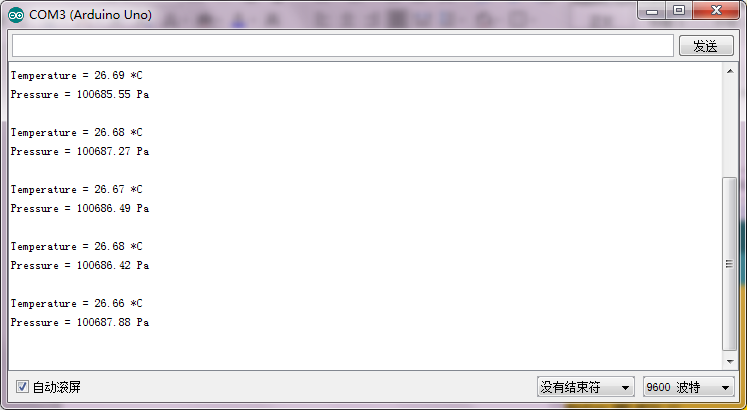 COM3 (Arduino Uno)
发送
Temperature = 26.69 *C
Pressure = 100685.55 Pa
Temperature = 26.68 *C
Pressure = 100687.27 Pa
Temperature = 26.67 *C
Pressure = 100686.49 Pa
Temperature = 26.68 *C
Pressure = 100686.42 Pa
Temperature = 26.66 *C
Pressure = 100687.88 Pa
自动滚屏 没有结束符 9600 波特